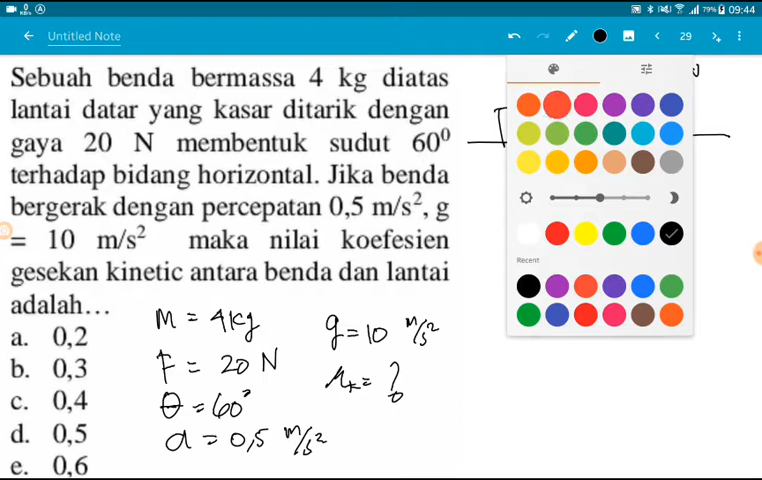 0 KB/s A 79% 09:44
Untitled Note 29
Sebuah benda bermassa 4 kg diatas
lantai datar yang kasar ditarik dengan
gaya 20 N membentuk sudut 60⁰
terhadap bidang horizontal. Jika benda
bergerak dengan percepatan 0,5 m/s², g
= 10 m/s² maka nilai koefesien
gesekan kinetic antara benda dan lantai
adalah...
a. 0,2
b. 0,3
c. 0,4
d. 0,5
e. 0,6
m = 4kg
F = 20 N
θ = 60°
a = 0,5 m/s²
g = 10 m/s²
μk = ?
Recent